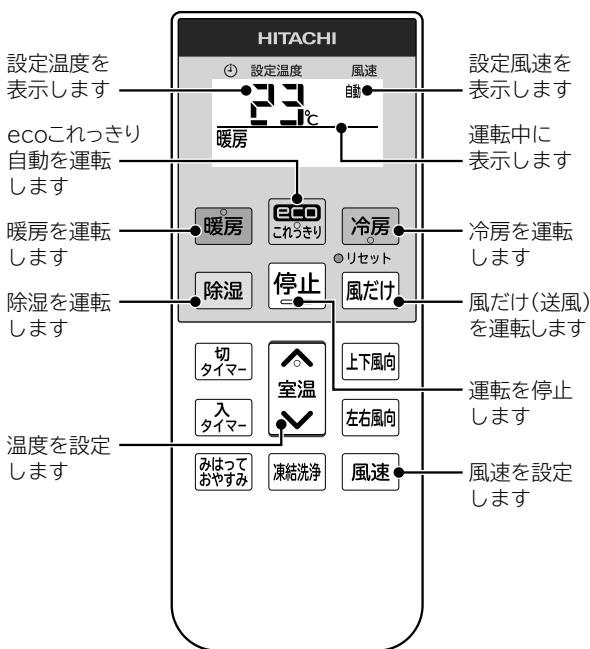 HITACHI
設定温度を
表示します
設定温度
風速
設定風速を
表示します
23℃
自動
暖房
運転中に
表示します
ecoこれっきり
自動を運転
します
暖房
eco
これっきり
冷房
暖房を運転
します
冷房を運転
します
リセット
除湿
停止
風だけ
除湿を運転
します
風だけ(送風)
を運転します
切
タイマー
室温
上下風向
運転を停止
します
入
タイマー
左右風向
温度を設定
します
みはって
おやすみ
凍結洗浄
風速
風速を設定
します